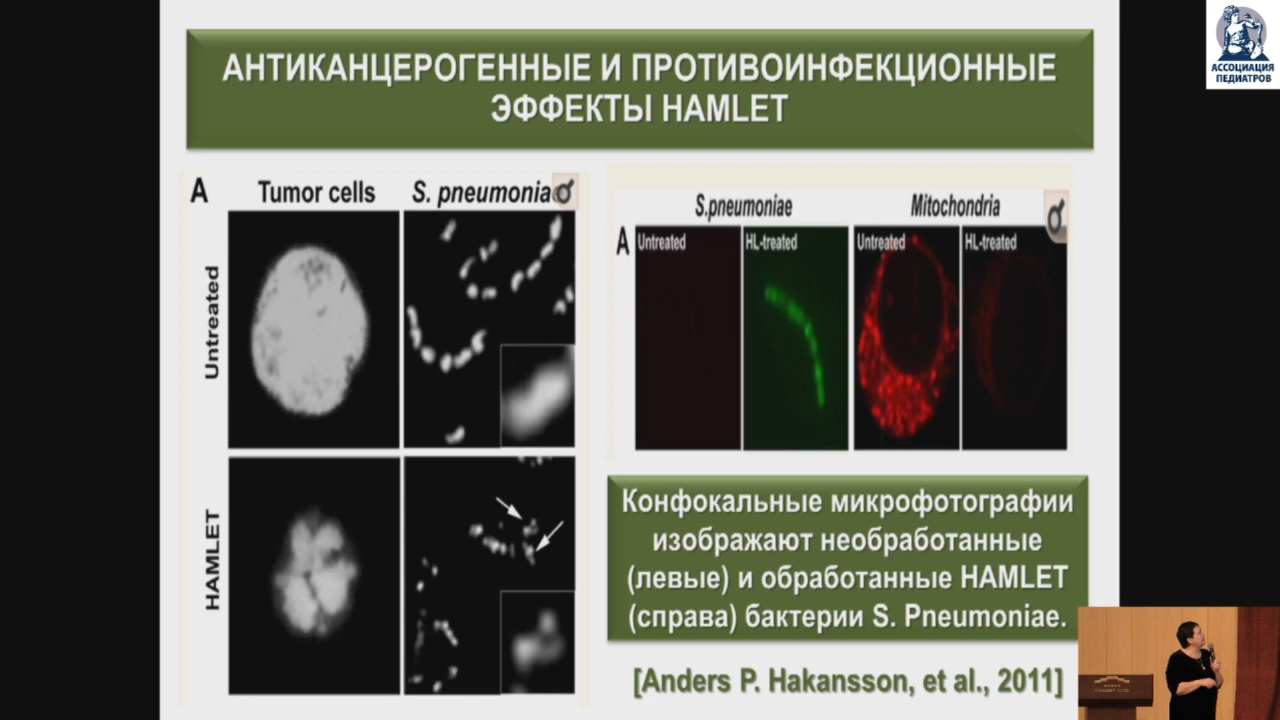 АНТИКАНЦЕРОГЕННЫЕ И ПРОТИВОИНФЕКЦИОННЫЕ
ЭФФЕКТЫ HAMLET
АССОЦИАЦИЯ
ПЕДИАТРОВ
A
Tumor cells
S. pneumonia
Untreated
HAMLET
S.pneumoniae
Mitochondria
A
Untreated
HL-treated
Untreated
HL-treated
Конфокальные микрофотографии
изображают необработанные
(левые) и обработанные HAMLET
(справа) бактерии S. Pneumoniae.
[Anders P. Hakansson, et al., 2011]